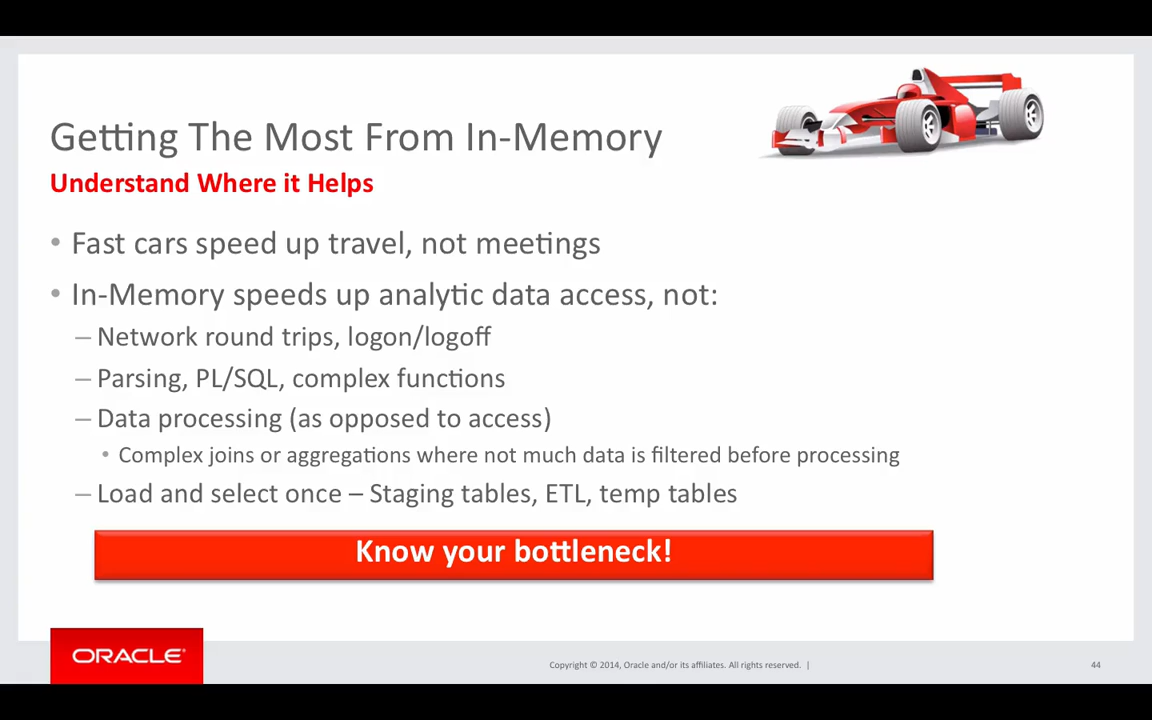 Getting The Most From In-Memory
Understand Where it Helps
• Fast cars speed up travel, not meetings
• In-Memory speeds up analytic data access, not:
– Network round trips, logon/logoff
– Parsing, PL/SQL, complex functions
– Data processing (as opposed to access)
• Complex joins or aggregations where not much data is filtered before processing
– Load and select once – Staging tables, ETL, temp tables
Know your bottleneck!
ORACLE®
Copyright © 2014, Oracle and/or its affiliates. All rights reserved. |
44